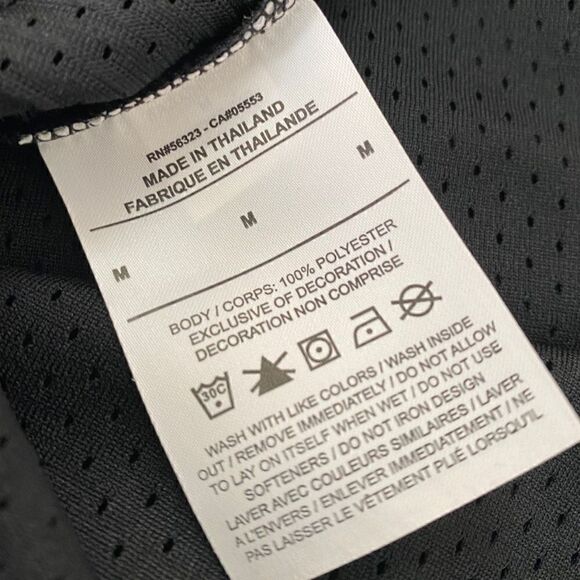 RN#56323 - CA#05553
MADE IN THAILAND
FABRIQUE EN THAILANDE
M M M
BODY / CORPS: 100% POLYESTER
EXCLUSIVE OF DECORATION /
DECORATION NON COMPRISE
30C
WASH WITH LIKE COLORS / WASH INSIDE
OUT / REMOVE IMMEDIATELY / DO NOT ALLOW
TO LAY ON ITSELF WHEN WET / DO NOT USE
SOFTENERS / DO NOT IRON DESIGN
LAVER AVEC COULEURS SIMILAIRES / LAVER
A L'ENVERS / ENLEVER IMMEDIATEMENT / NE
PAS LAISSER LE VÊTEMENT PLIÉ LORSQU'IL